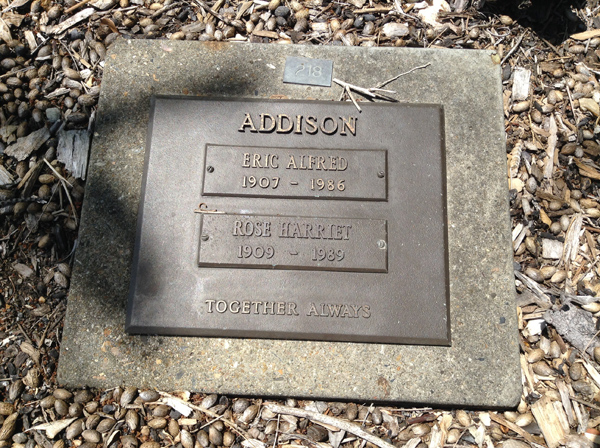 218
ADDISON
ERIC ALFRED
1907 - 1986
ROSE HARRIET
1909 - 1989
TOGETHER ALWAYS